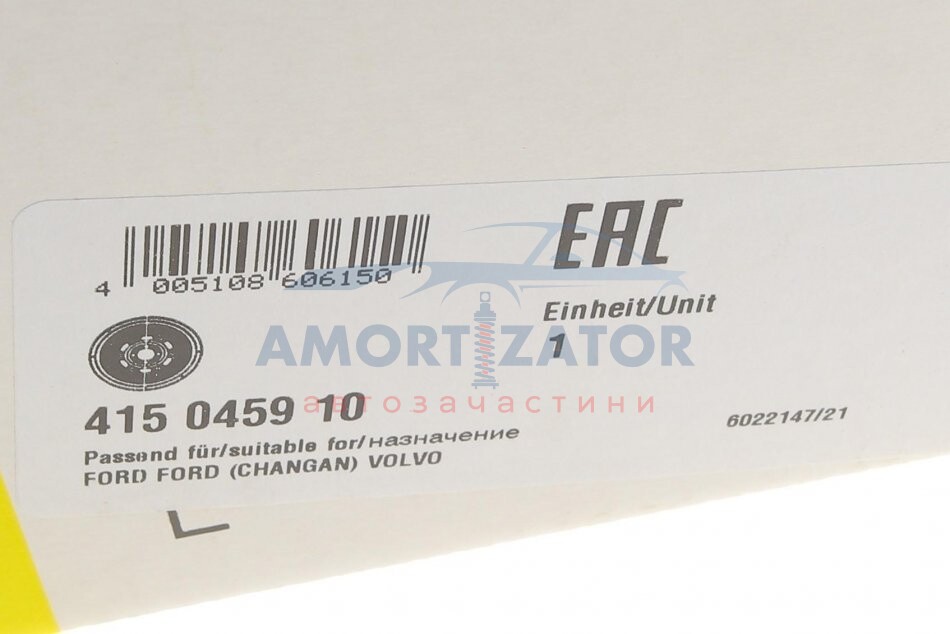 EAC
4 005108 606150
Einheit/Unit
1
AMORTIZATOR
автозапчастини
415 0459 10
6022147/21
Passend für/suitable for/назначение
FORD FORD (CHANGAN) VOLVO